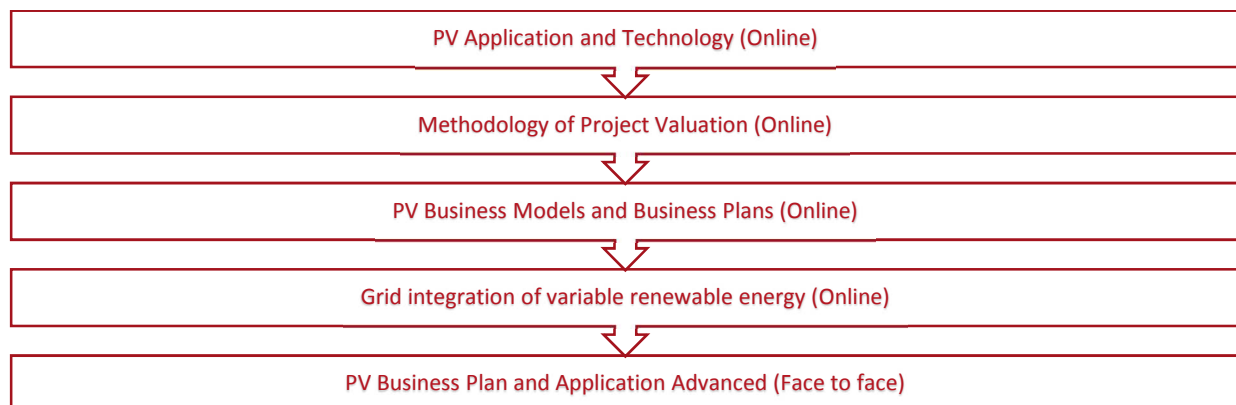 PV Application and Technology (Online)
Methodology of Project Valuation (Online)
PV Business Models and Business Plans (Online)
Grid integration of variable renewable energy (Online)
PV Business Plan and Application Advanced (Face to face)